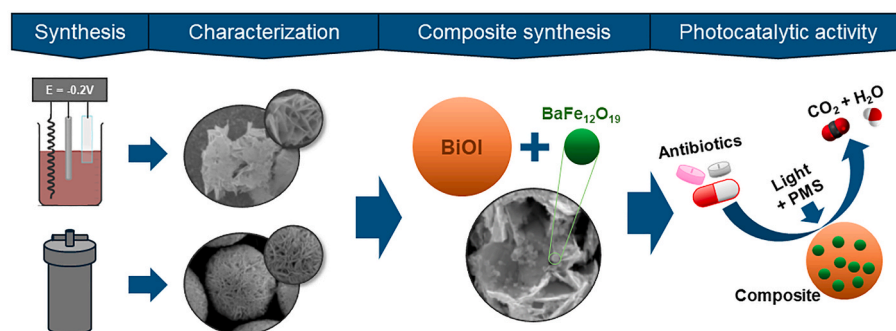 Synthesis
Characterization
Composite synthesis
Photocatalytic activity
E = -0.2V
BiOI
+
BaFe₁₂O₁₉
Antibiotics
Light
+ PMS
CO₂ + H₂O
Composite